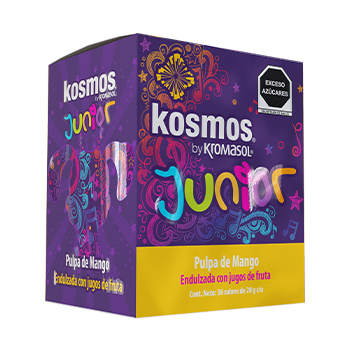 kosmos
by KROMASOL®
Junior
Pulpa de Mango
Endulzada con jugos de fruta
kosmos
by KROMASOL®
Junior
Pulpa de Mango
Endulzada con jugos de fruta
EXCESO
AZÚCARES